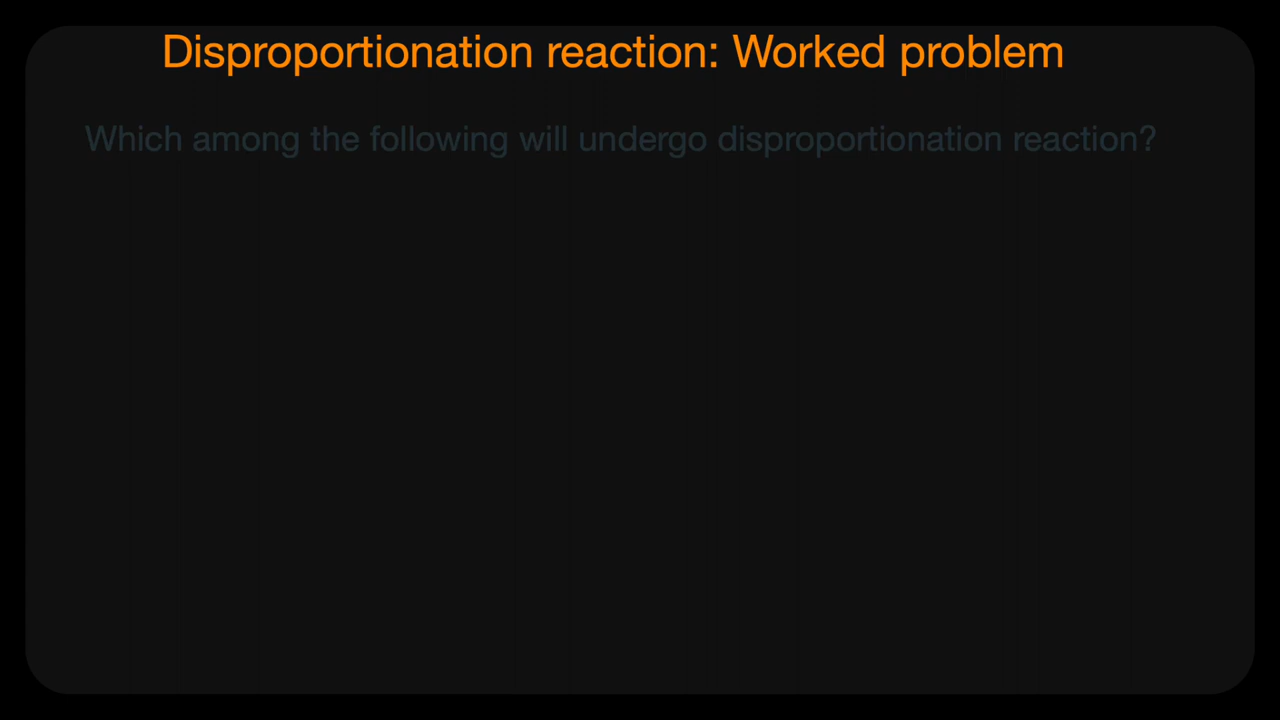 Disproportionation reaction: Worked problem
Which among the following will undergo disproportionation reaction?